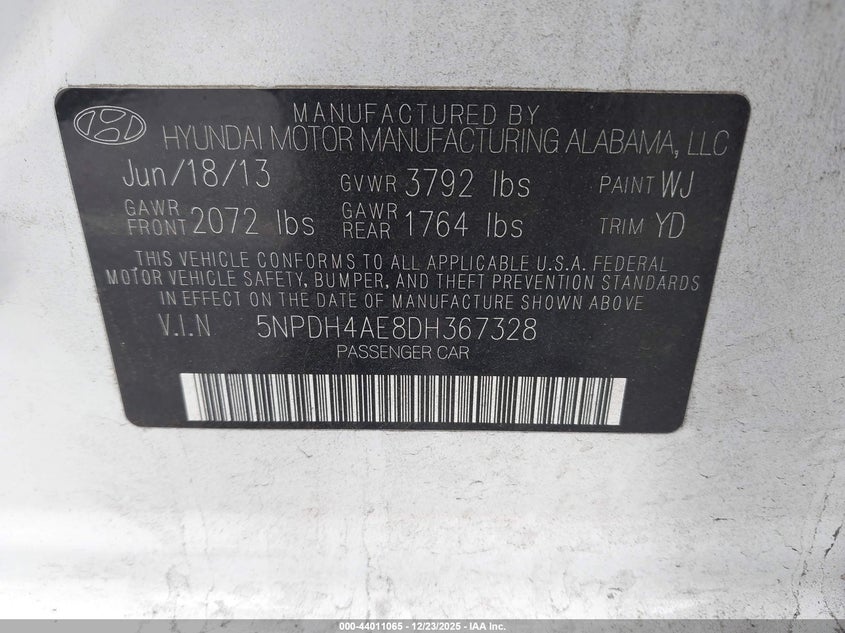 MANUFACTURED BY
HYUNDAI MOTOR MANUFACTURING ALABAMA, LLC
Jun/18/13 GVWR 3792 lbs PAINT WJ
GAWR FRONT 2072 lbs GAWR REAR 1764 lbs TRIM YD
THIS VEHICLE CONFORMS TO ALL APPLICABLE U.S.A. FEDERAL
MOTOR VEHICLE SAFETY, BUMPER, AND THEFT PREVENTION STANDARDS
IN EFFECT ON THE DATE OF MANUFACTURE SHOWN ABOVE
V.I.N 5NPDH4AE8DH367328
PASSENGER CAR
000-44011065 - 12/23/2025 - IAA Inc.